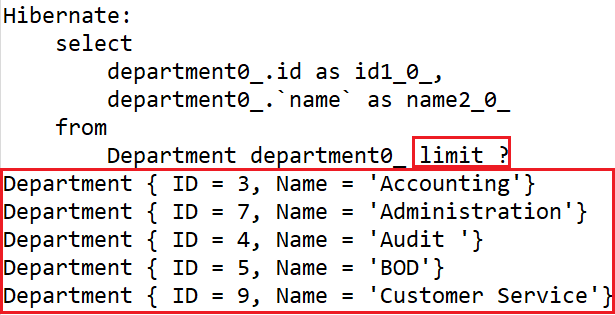 Hibernate:
    select
        department0_.id as id1_0_,
        department0_.`name` as name2_0_
    from
        Department department0_ limit ?
Department { ID = 3, Name = 'Accounting'}
Department { ID = 7, Name = 'Administration'}
Department { ID = 4, Name = 'Audit '}
Department { ID = 5, Name = 'BOD'}
Department { ID = 9, Name = 'Customer Service'}